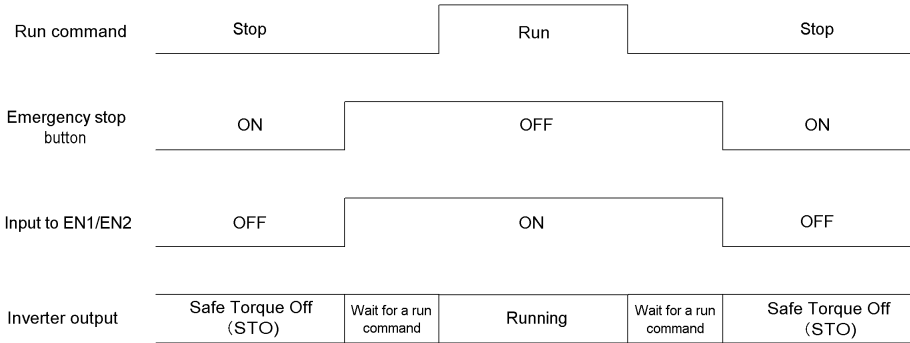 Run command
Stop
Run
Stop
Emergency stop
button
ON
OFF
ON
Input to EN1/EN2
OFF
ON
OFF
Inverter output
Safe Torque Off
(STO)
Wait for a run
command
Running
Wait for a run
command
Safe Torque Off
(STO)